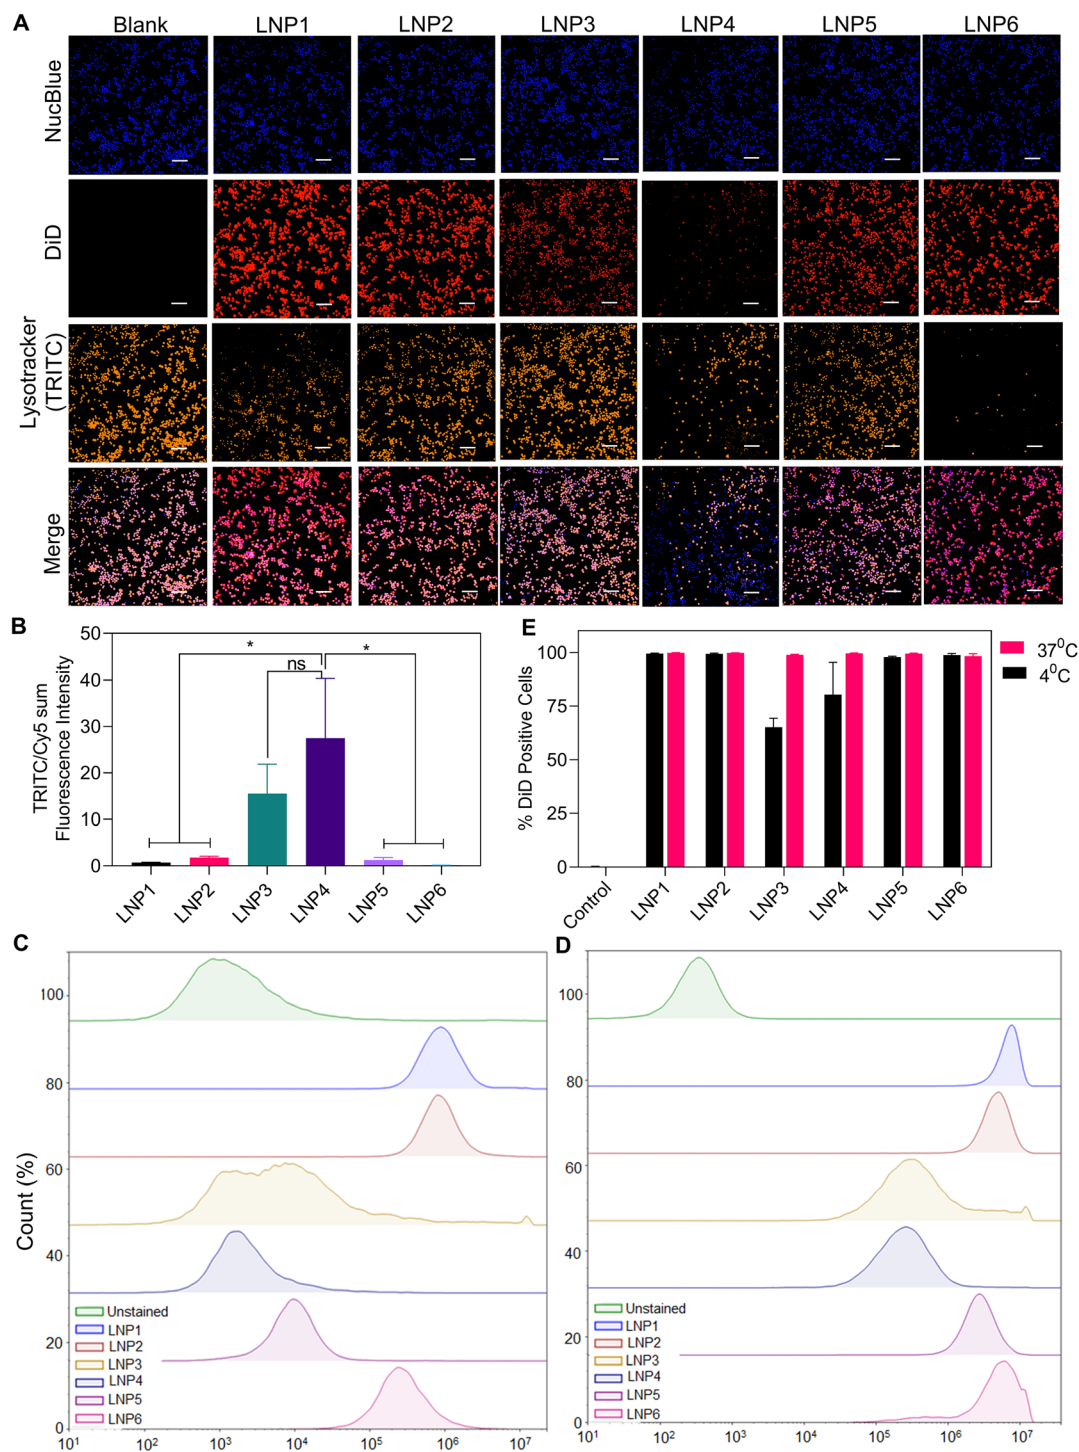 A
Blank LNP1 LNP2 LNP3 LNP4 LNP5 LNP6
NucBlue
DiD
Lysotracker
(TRITC)
Merge
B
TRITC/Cy5 sum
Fluorescence Intensity
50
40
30
20
10
0
* ns *
LNP1 LNP2 LNP3 LNP4 LNP5 LNP6
E
% DiD Positive Cells
100
75
50
25
0
37⁰C
4⁰C
Control LNP1 LNP2 LNP3 LNP4 LNP5 LNP6
C
Count (%)
100
80
60
40
20
0
Unstained
LNP1
LNP2
LNP3
LNP4
LNP5
LNP6
10¹ 10² 10³ 10⁴ 10⁵ 10⁶ 10⁷
D
100
80
60
40
20
0
Unstained
LNP1
LNP2
LNP3
LNP4
LNP5
LNP6
10¹ 10² 10³ 10⁴ 10⁵ 10⁶ 10⁷